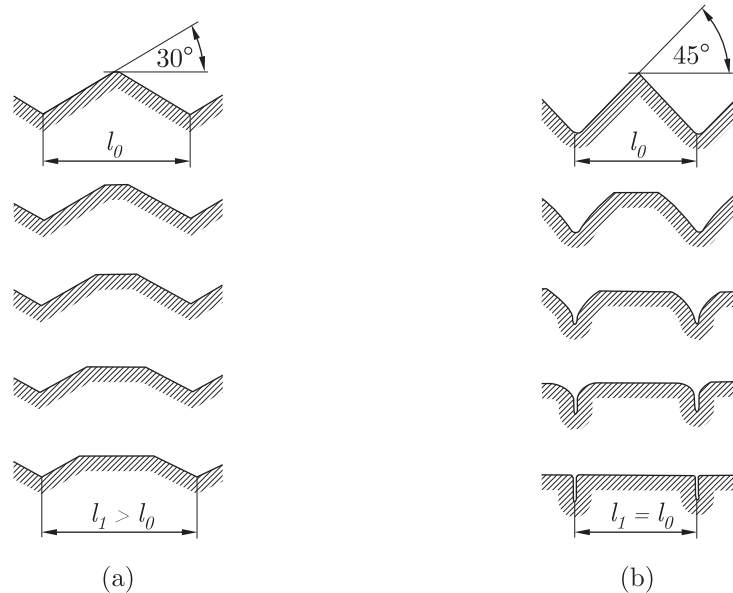 30°
l₀
l₁ > l₀
(a)
45°
l₀
l₁ = l₀
(b)